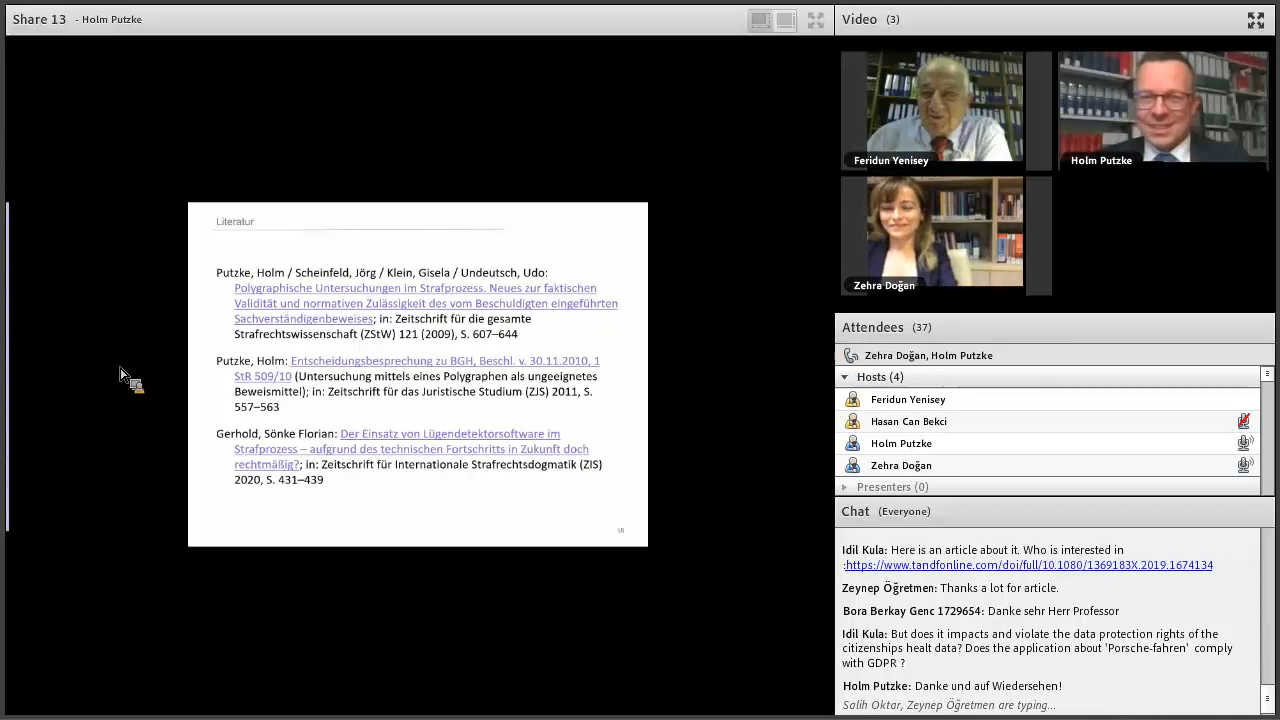 Share 13 - Holm Putzke
Literatur
Putzke, Holm / Scheinfeld, Jörg / Klein, Gisela / Undeutsch, Udo:
Polygraphische Untersuchungen im Strafprozess. Neues zur faktischen
Validität und normativen Zulässigkeit des vom Beschuldigten eingeführten
Sachverständigenbeweises; in: Zeitschrift für die gesamte
Strafrechtswissenschaft (ZStW) 121 (2009), S. 607–644
Putzke, Holm: Entscheidungsbesprechung zu BGH, Beschl. v. 30.11.2010, 1
StR 509/10 (Untersuchung mittels eines Polygraphen als ungeeignetes
Beweismittel); in: Zeitschrift für das Juristische Studium (ZJS) 2011, S.
557–563
Gerhold, Sönke Florian: Der Einsatz von Lügendetektorsoftware im
Strafprozess – aufgrund des technischen Fortschritts in Zukunft doch
rechtmäßig?; in: Zeitschrift für Internationale Strafrechtsdogmatik (ZIS)
2020, S. 431–439
Video (3)
Feridun Yenisey
Holm Putzke
Zehra Doğan
Attendees (37)
Zehra Doğan, Holm Putzke
Hosts (4)
Feridun Yenisey
Hasan Can Bekci
Holm Putzke
Zehra Doğan
Presenters (0)
Chat (Everyone)
Idil Kula: Here is an article about it. Who is interested in
:https://www.tandfonline.com/doi/full/10.1080/1369183X.2019.1674134
Zeynep Öğretmen: Thanks a lot for article.
Bora Berkay Genc 1729654: Danke sehr Herr Professor
Idil Kula: But does it impacts and violate the data protection rights of the
citizenships healt data? Does the application about 'Porsche-fahren' comply
with GDPR ?
Holm Putzke: Danke und auf Wiedersehen!
Salih Oktar, Zeynep Öğretmen are typing...